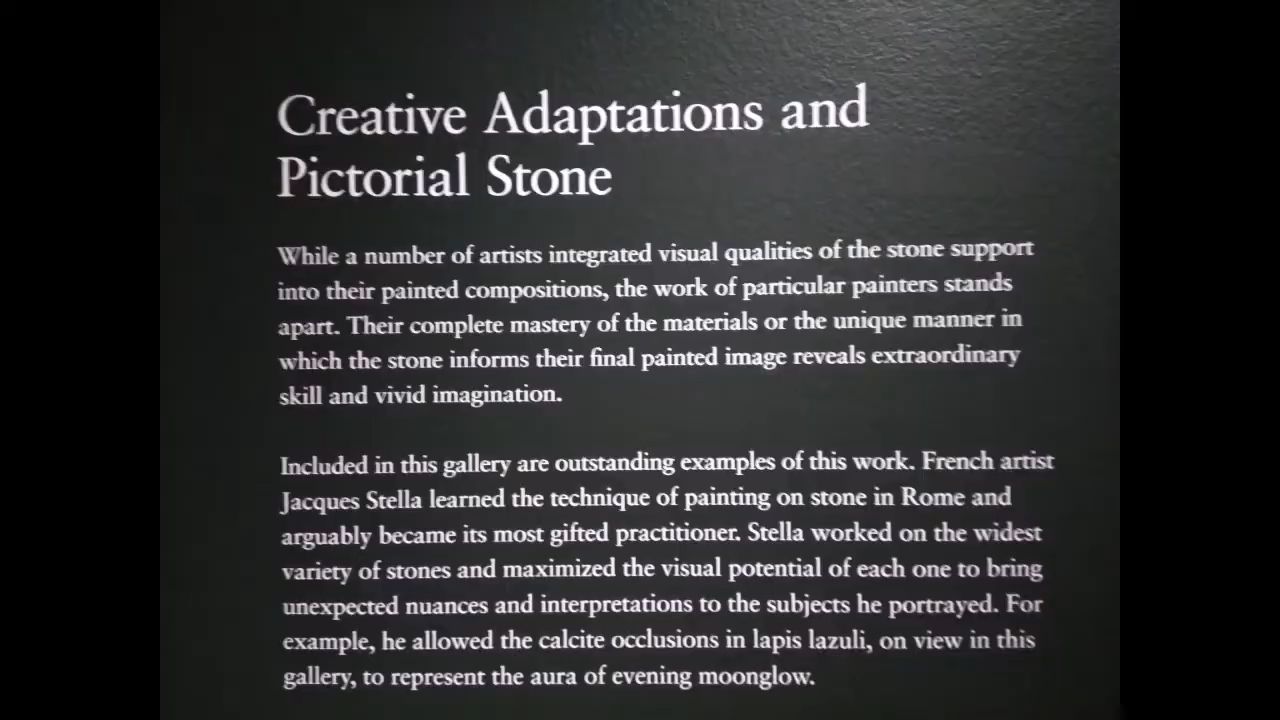 Creative Adaptations and
Pictorial Stone
While a number of artists integrated visual qualities of the stone support
into their painted compositions, the work of particular painters stands
apart. Their complete mastery of the materials or the unique manner in
which the stone informs their final painted image reveals extraordinary
skill and vivid imagination.
Included in this gallery are outstanding examples of this work. French artist
Jacques Stella learned the technique of painting on stone in Rome and
arguably became its most gifted practitioner. Stella worked on the widest
variety of stones and maximized the visual potential of each one to bring
unexpected nuances and interpretations to the subjects he portrayed. For
example, he allowed the calcite occlusions in lapis lazuli, on view in this
gallery, to represent the aura of evening moonglow.